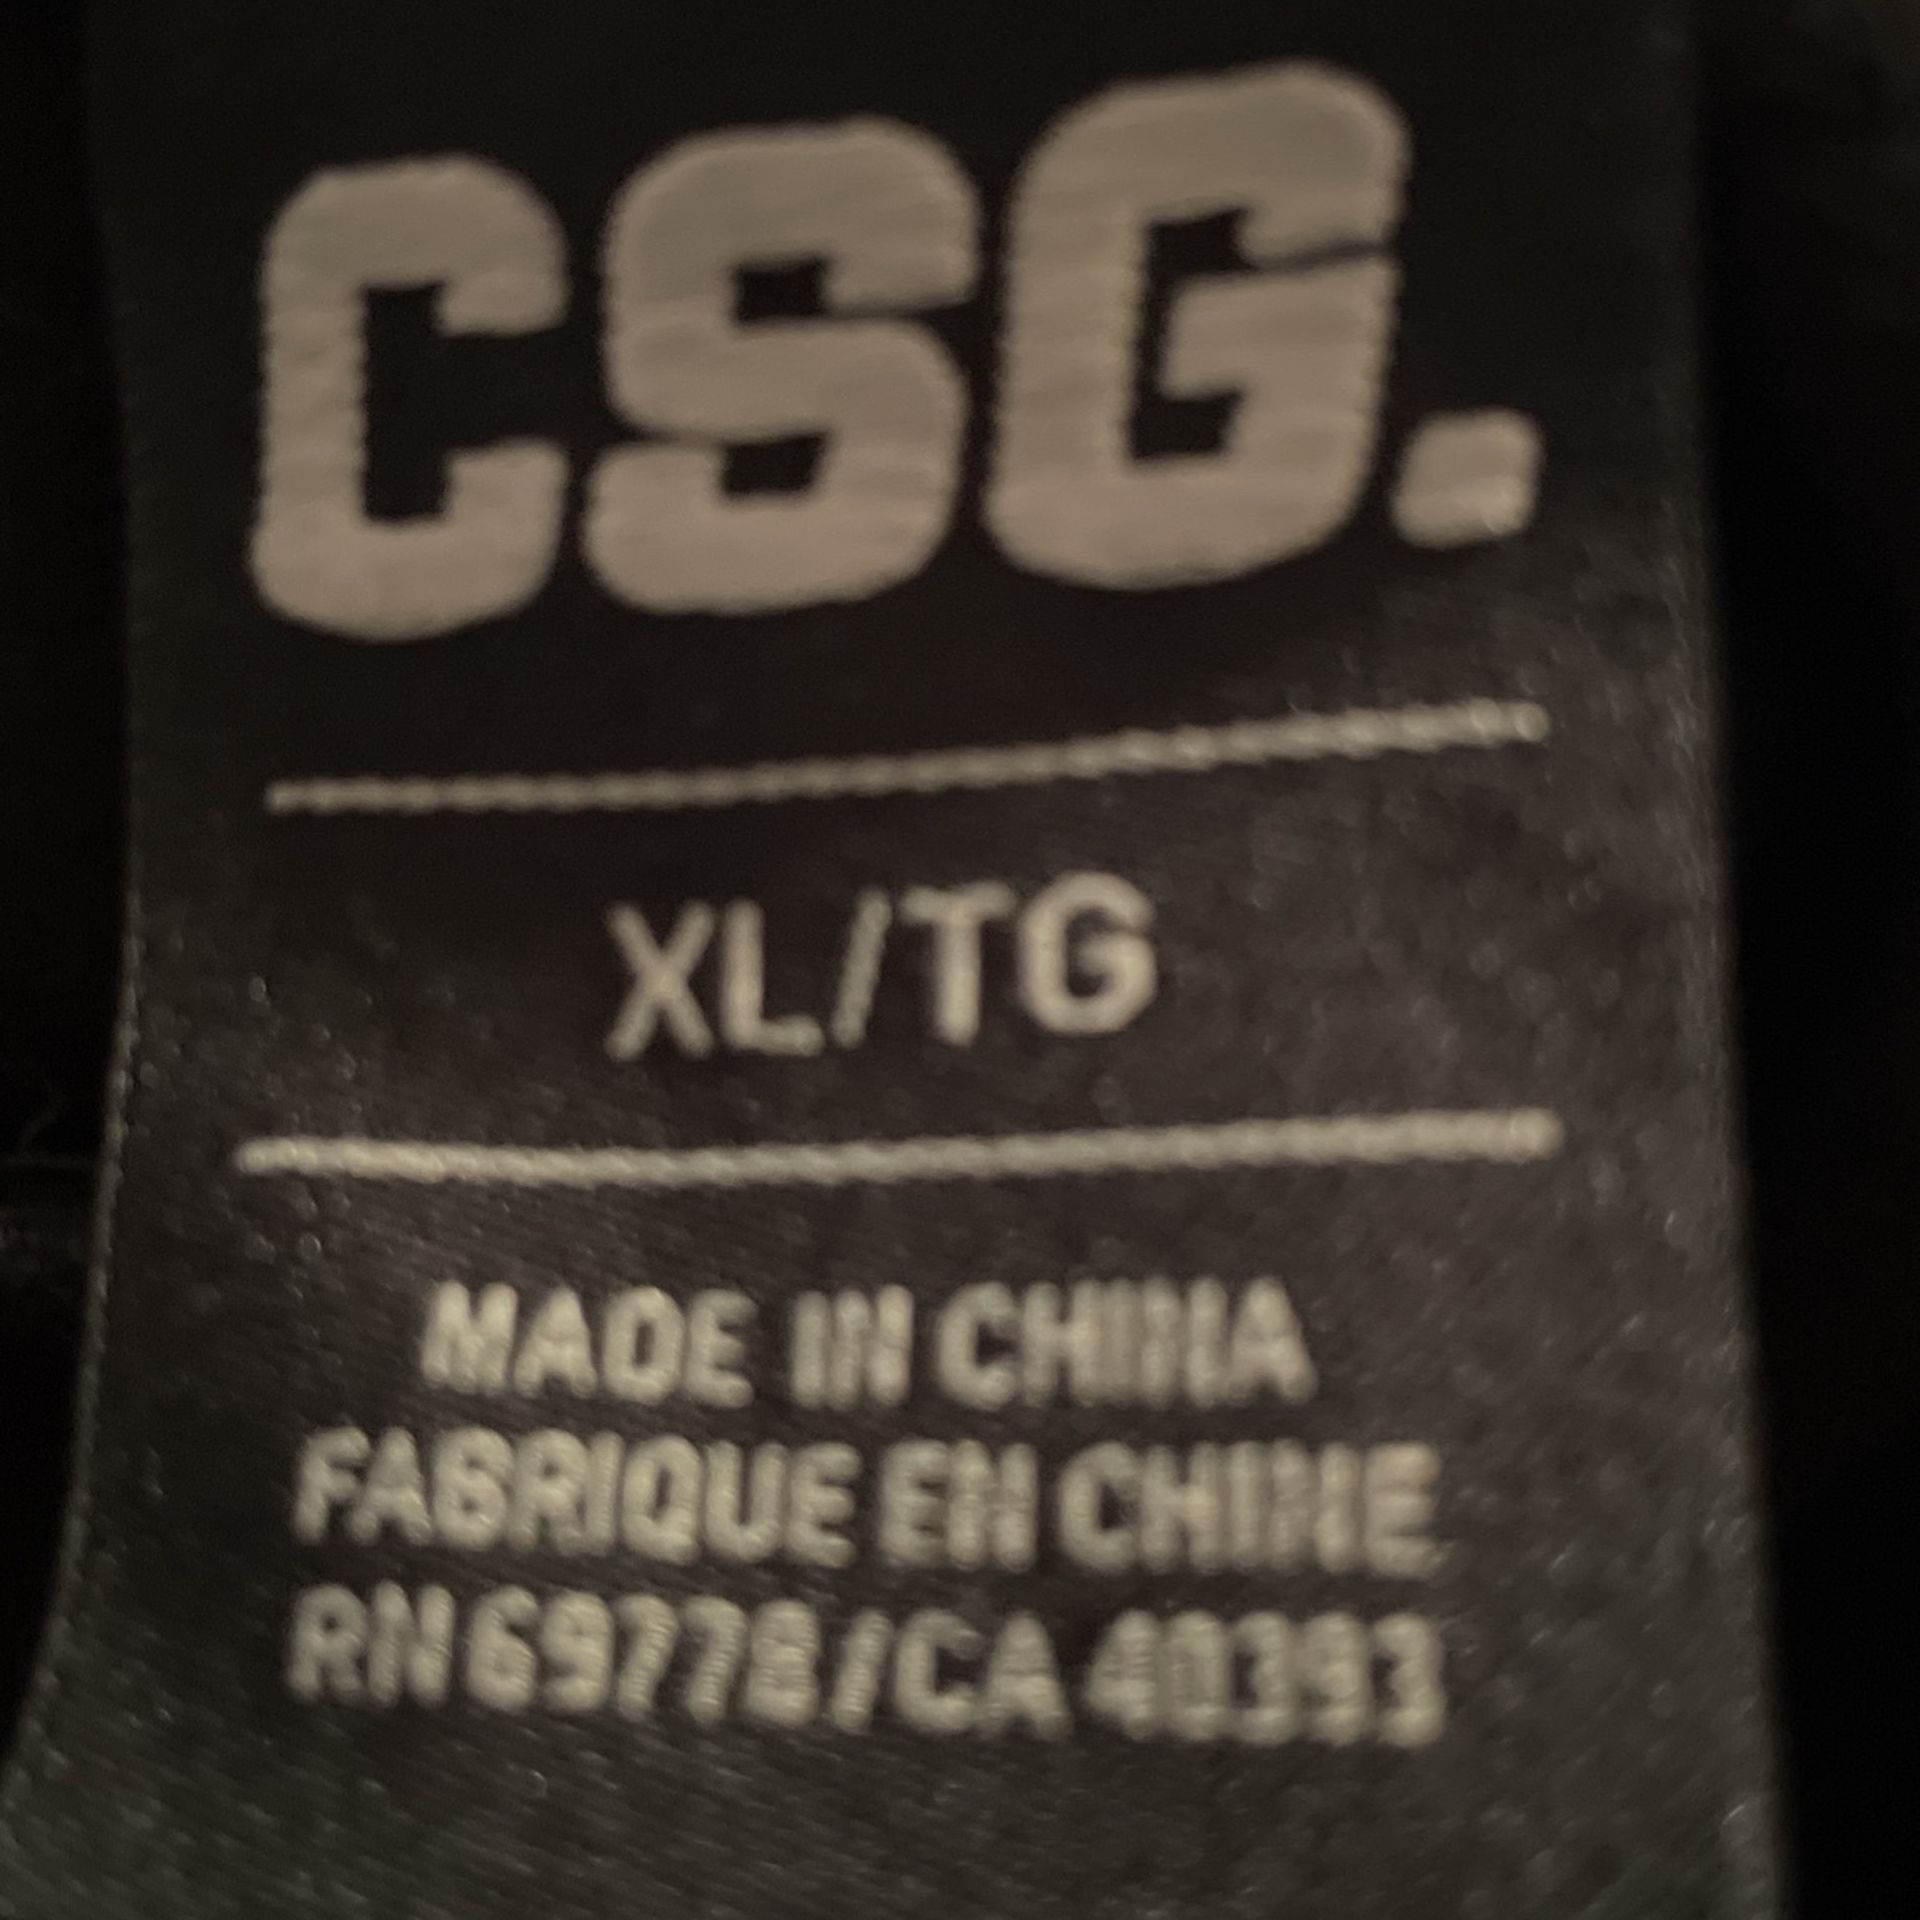 CSG.
XL/TG
MADE IN CHINA
FABRIQUE EN CHINE
RN 69778 / CA 40393